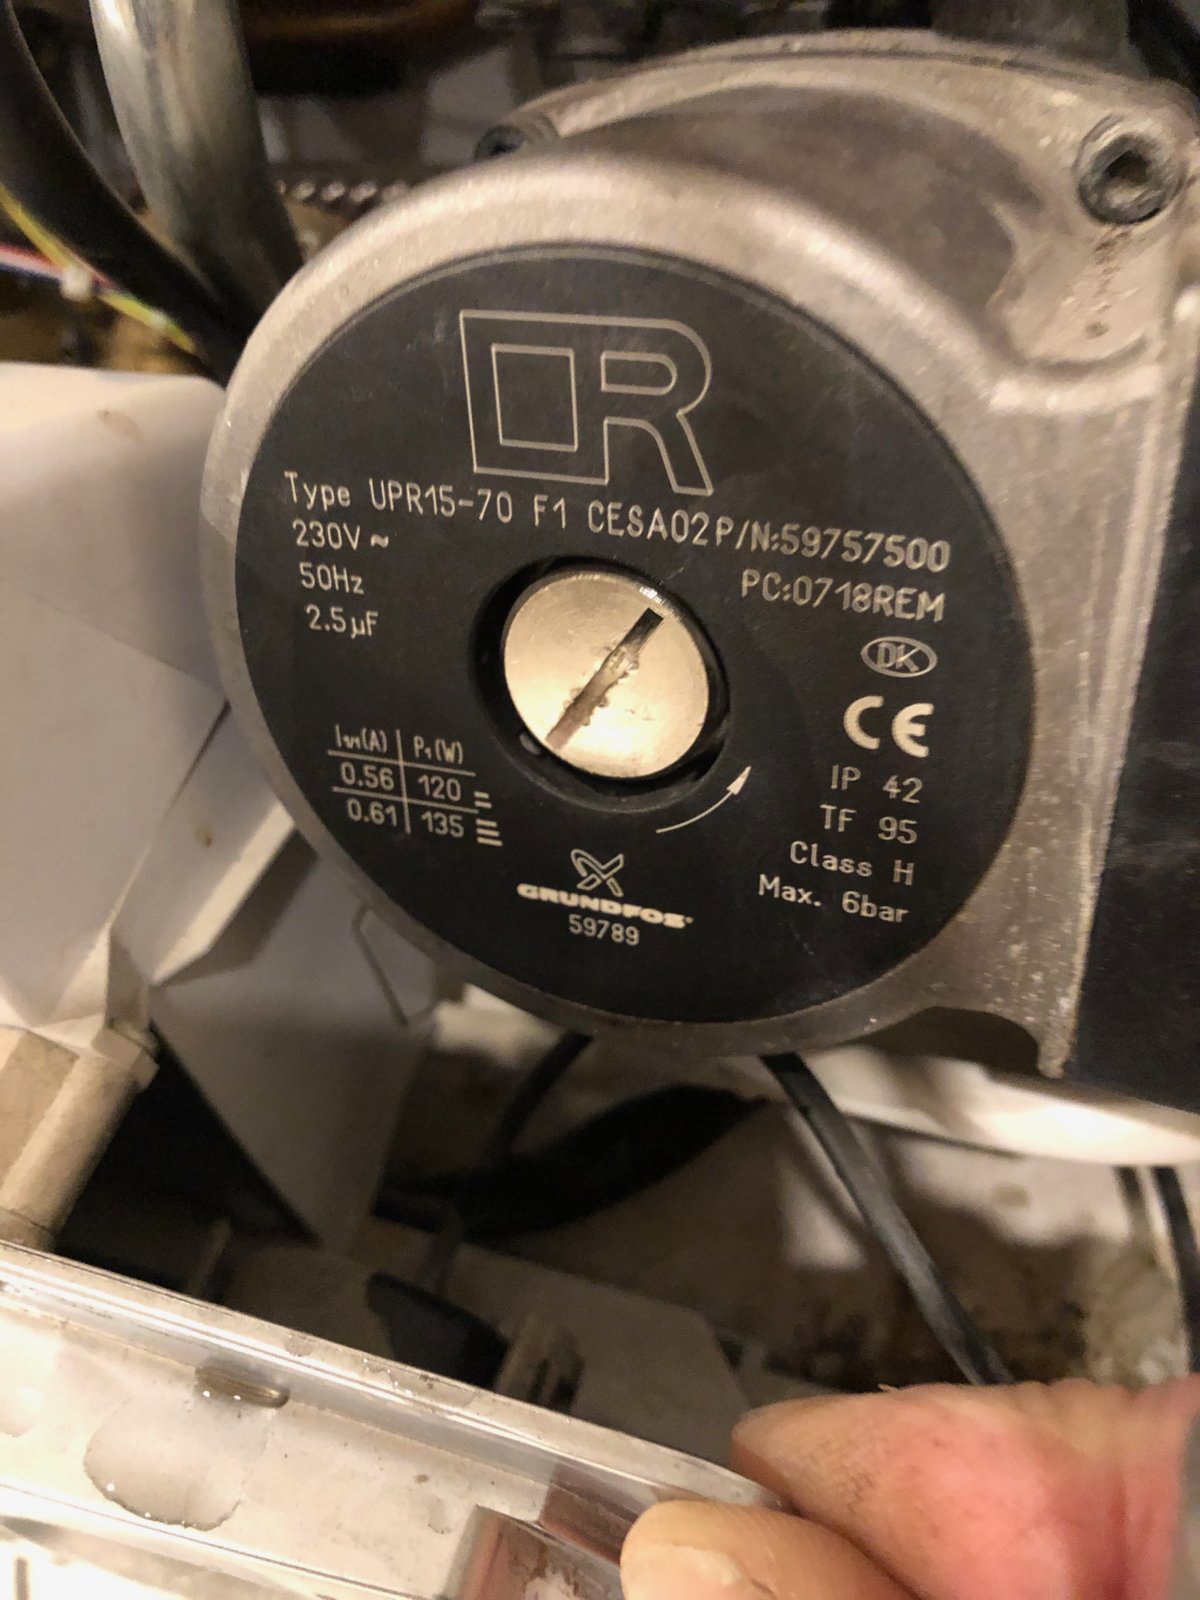 R
Type UPR15-70 F1 CESA02 P/N:59757500
230V ~
PC:0718REM
50Hz
2.5µF
DK
CE
I₁/₁(A) P₁(W)
0.56 120
0.61 135
IP 42
TF 95
Class H
Max. 6bar
GRUNDFOS
59789